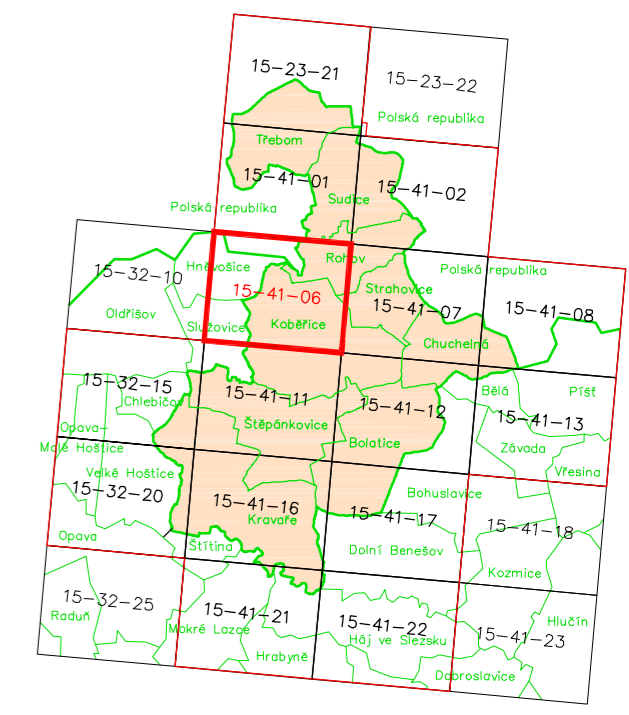 15-23-21
15-23-22
Polská republika
Třebom
15-41-01
15-41-02
Sudice
Polská republika
Rohov
Polská republika
Hněvošice
15-32-10
15-41-06
Strahovice
15-41-07
15-41-08
Oldřišov
Služovice
Kobeřice
Chuchelná
15-32-15
Chlebičov
15-41-11
15-41-12
Bělá
Píšť
15-41-13
Opava-
Malé Hoštice
Štěpánkovice
Bolatice
Závada
Vřesina
Velké Hoštice
15-32-20
15-41-16
Kravaře
Bohuslavice
15-41-17
15-41-18
Opava
Štítina
Dolní Benešov
Kozmice
15-32-25
Raduň
15-41-21
Mokré Lazce
15-41-22
Háj ve Slezsku
Hlučín
15-41-23
Hrabyně
Dobroslavice